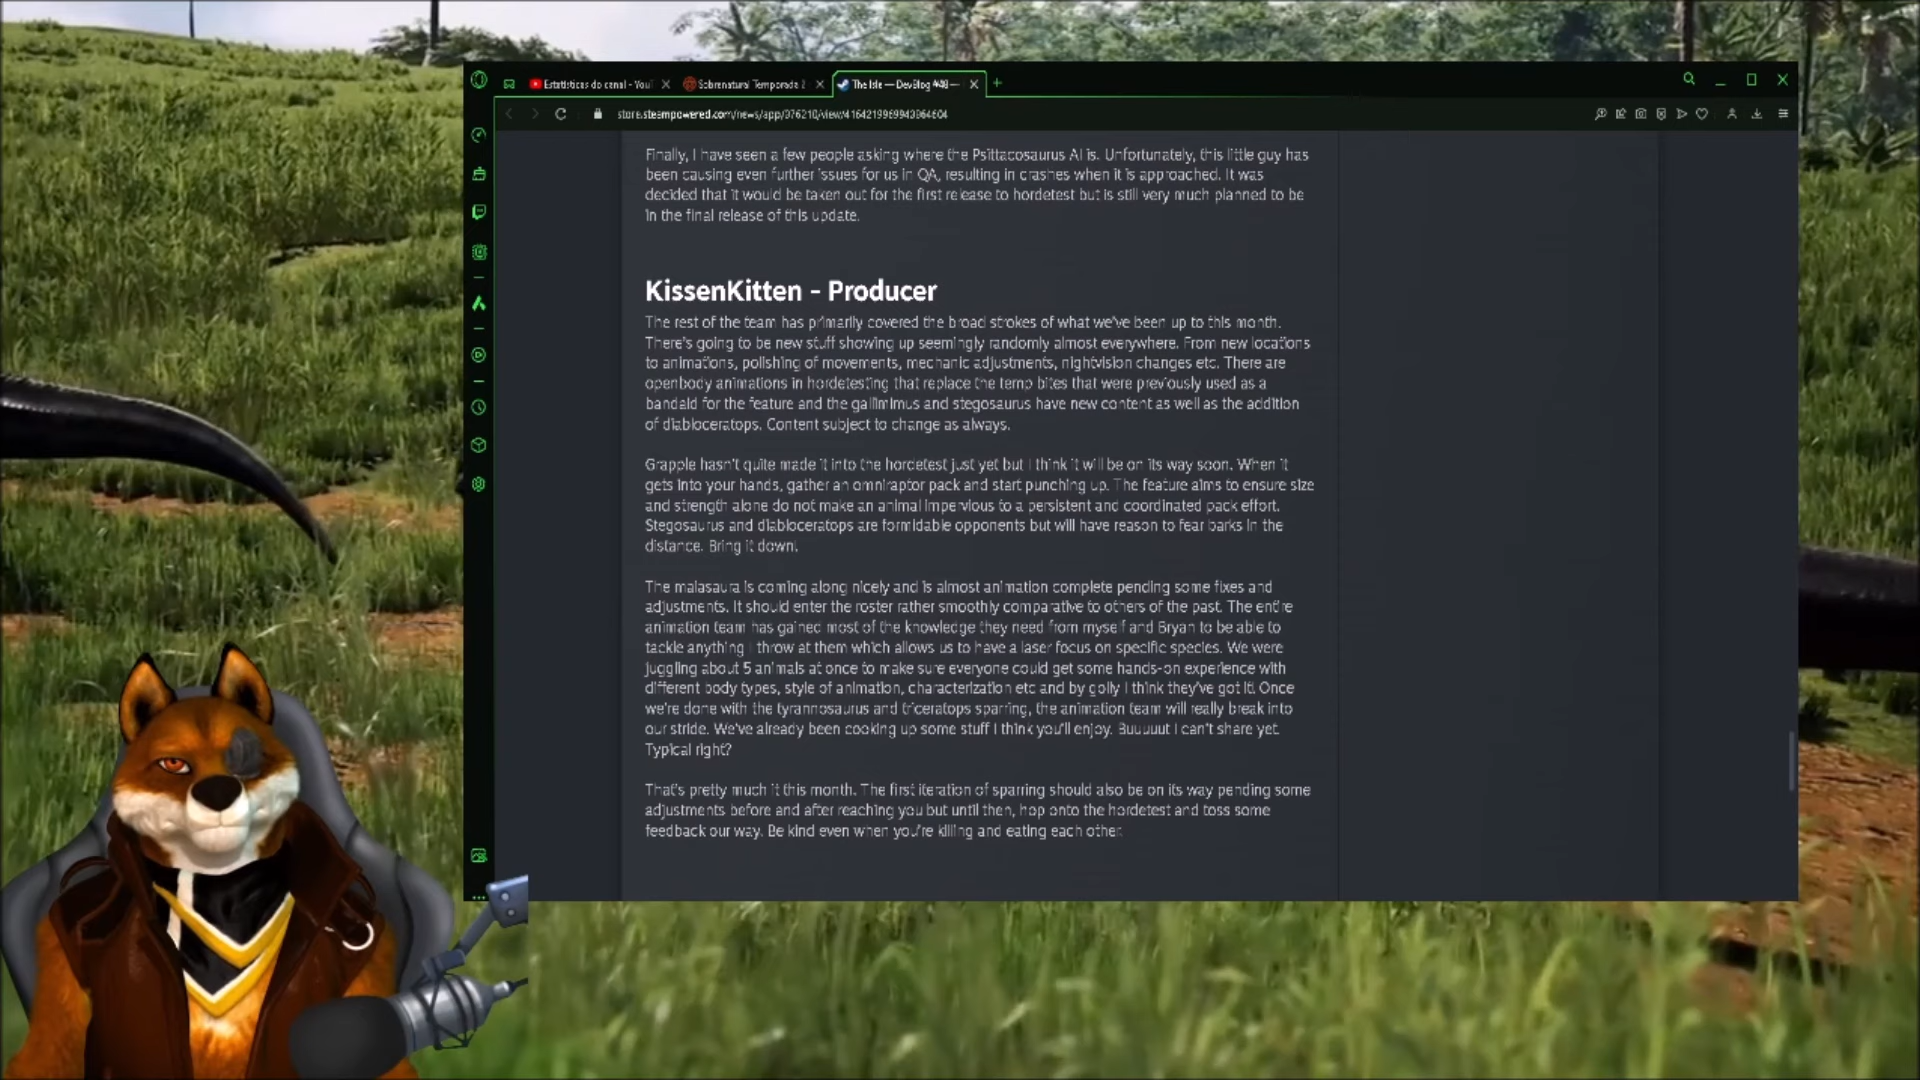 Estatísticas do canal - You
Sobrenatural Temporada 2
The Isle — DevBlog #48 —
store.steampowered.com/news/app/376210/view/4164219969943964604
Finally, I have seen a few people asking where the Psittacosaurus AI is. Unfortunately, this little guy has
been causing even further issues for us in QA, resulting in crashes when it is approached. It was
decided that it would be taken out for the first release to hordetest but is still very much planned to be
in the final release of this update.
KissenKitten - Producer
The rest of the team has primarily covered the broad strokes of what we've been up to this month.
There's going to be new stuff showing up seemingly randomly almost everywhere. From new locations
to animations, polishing of movements, mechanic adjustments, nightvision changes etc. There are
openbody animations in hordetesting that replace the temp bites that were previously used as a
bandaid for the feature and the gallimimus and stegosaurus have new content as well as the addition
of diabloceratops. Content subject to change as always.
Grapple hasn't quite made it into the hordetest just yet but I think it will be on its way soon. When it
gets into your hands, gather an omniraptor pack and start punching up. The feature aims to ensure size
and strength alone do not make an animal impervious to a persistent and coordinated pack effort.
Stegosaurus and diabloceratops are formidable opponents but will have reason to fear barks in the
distance. Bring it down!
The maiasaura is coming along nicely and is almost animation complete pending some fixes and
adjustments. It should enter the roster rather smoothly comparative to others of the past. The entire
animation team has gained most of the knowledge they need from myself and Bryan to be able to
tackle anything I throw at them which allows us to have a laser focus on specific species. We were
juggling about 5 animals at once to make sure everyone could get some hands-on experience with
different body types, style of animation, characterization etc and by golly I think they've got it! Once
we're done with the tyrannosaurus and triceratops sparring, the animation team will really break into
our stride. We've already been cooking up some stuff I think you'll enjoy. Buuuuut I can't share yet.
Typical right?
That's pretty much it this month. The first iteration of sparring should also be on its way pending some
adjustments before and after reaching you but until then, hop onto the hordetest and toss some
feedback our way. Be kind even when you're killing and eating each other.